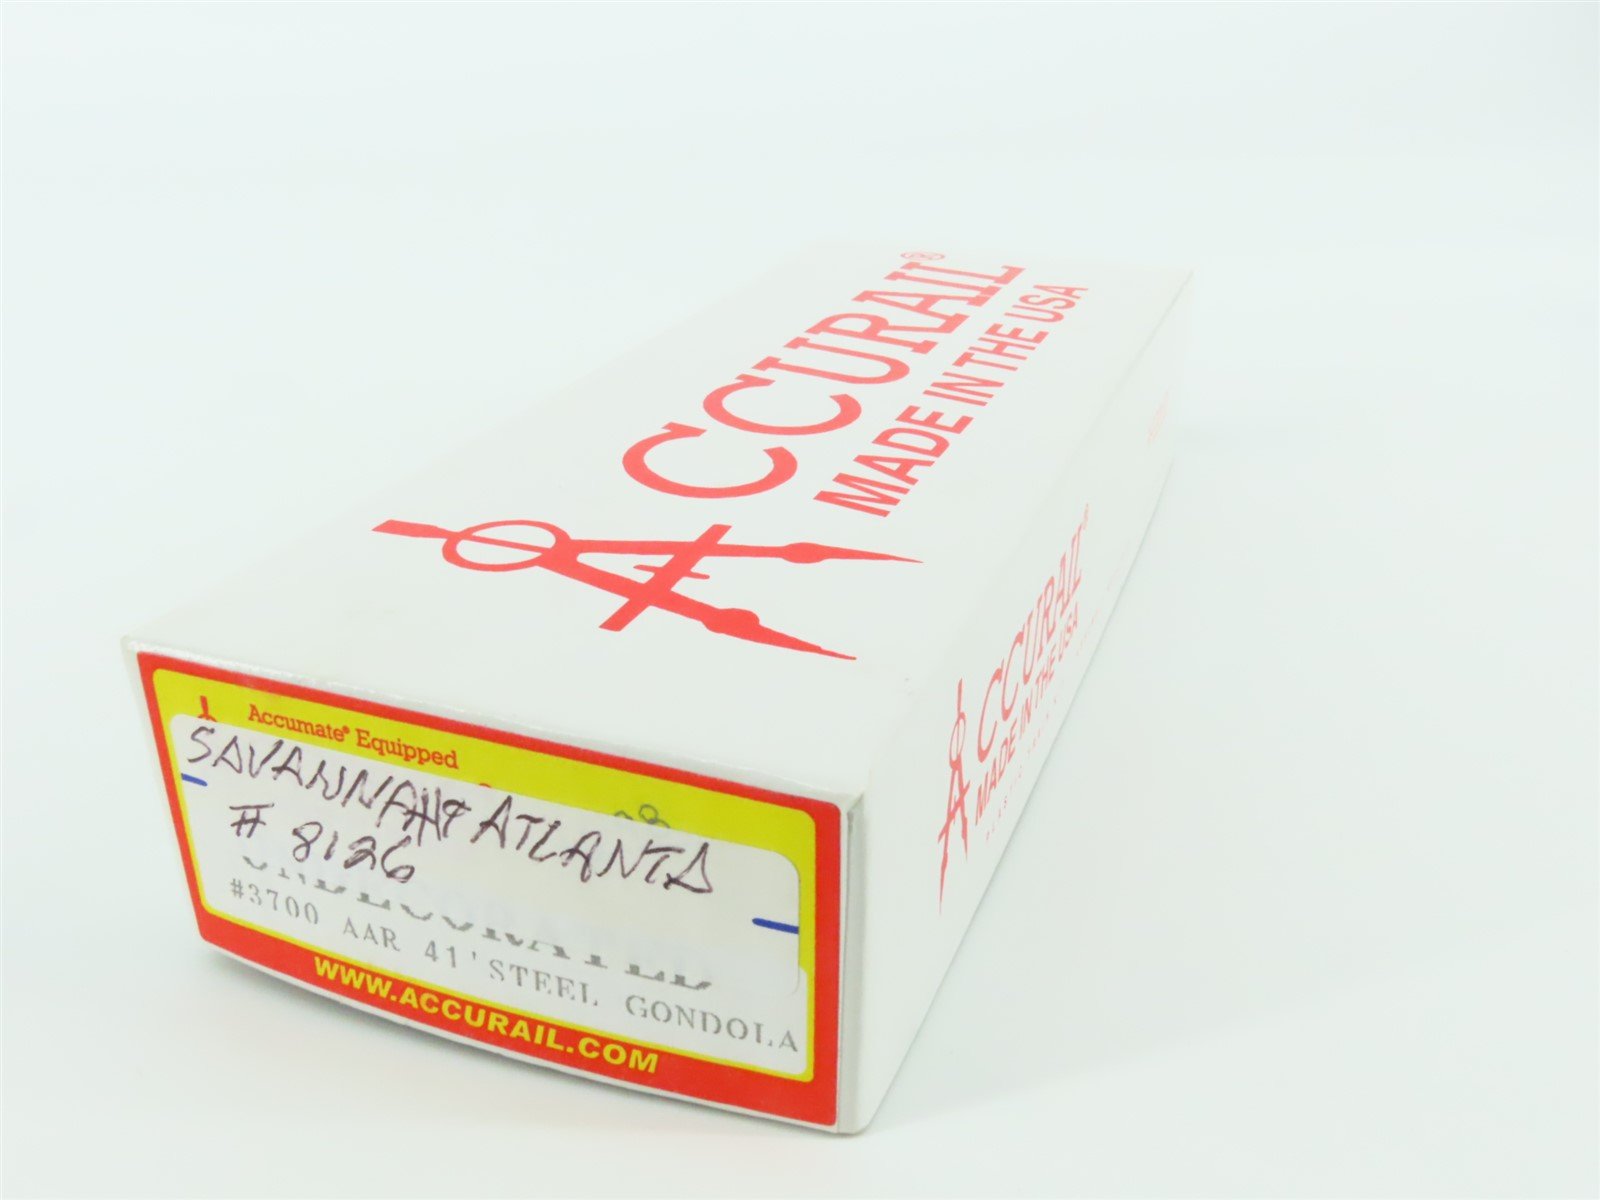 ACCURAIL®
MADE IN THE USA
ACCURAIL®
MADE IN THE USA
Accumate® Equipped
SAVANNAH & ATLANTA
# 8126
UNDECORATED
#3700 AAR 41' STEEL GONDOLA
WWW.ACCURAIL.COM